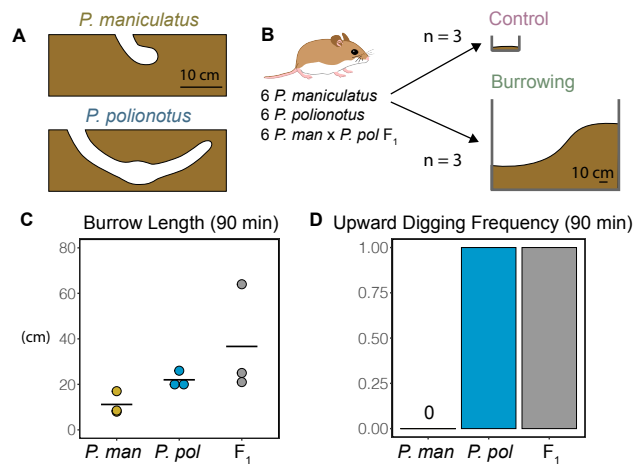 A
P. maniculatus
10 cm
P. polionotus
B
6 P. maniculatus
6 P. polionotus
6 P. man x P. pol F₁
n = 3
n = 3
Control
Burrowing
10 cm
C Burrow Length (90 min)
80
60
40
20
0
(cm)
P. man P. pol F₁
D Upward Digging Frequency (90 min)
1.00
0.75
0.50
0.25
0.00
0
P. man P. pol F₁